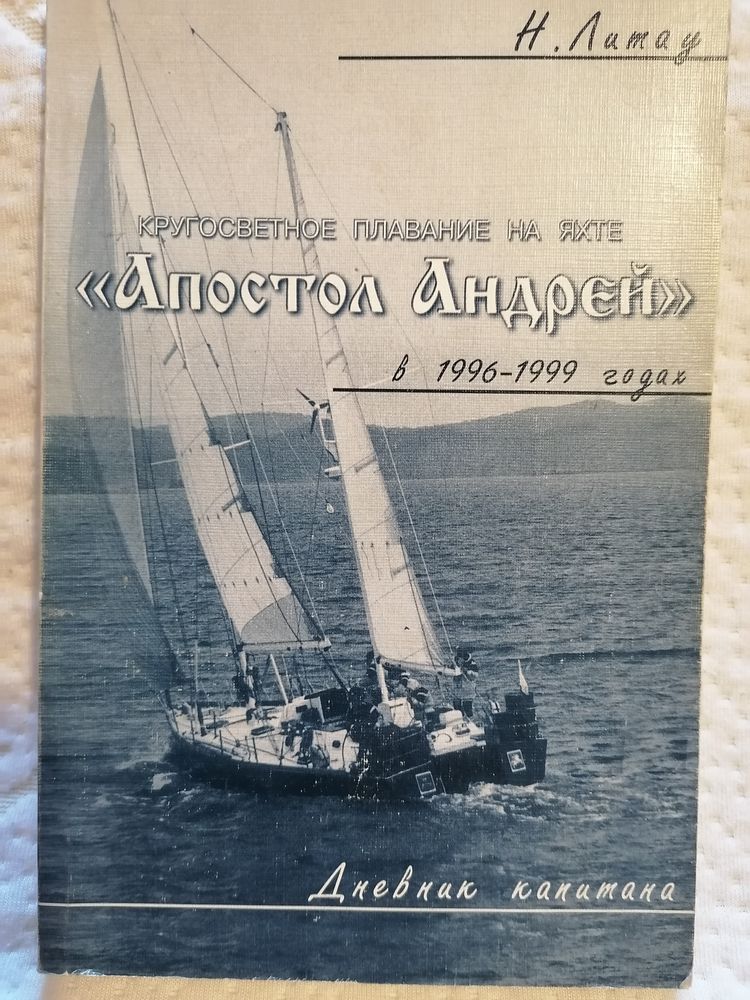 Н. Литау
КРУГОСВЕТНОЕ ПЛАВАНИЕ НА ЯХТЕ
«Апостол Андрей»
в 1996-1999 годах
Дневник капитана